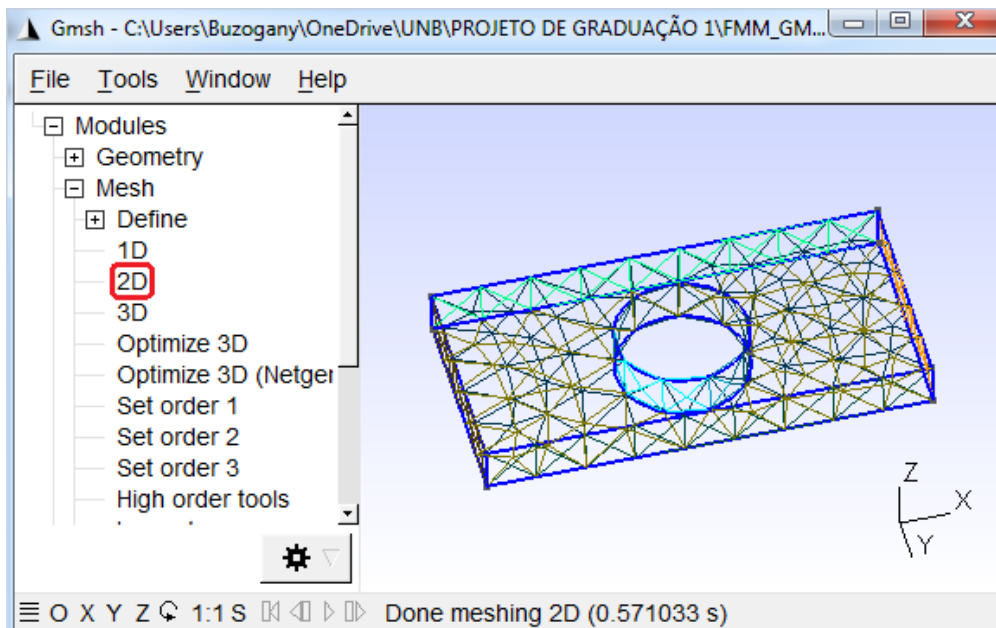 Gmsh - C:\Users\Buzogany\OneDrive\UNB\PROJETO DE GRADUAÇÃO 1\FMM_GM...
File Tools Window Help
Modules
Geometry
Mesh
Define
1D
2D
3D
Optimize 3D
Optimize 3D (Netger
Set order 1
Set order 2
Set order 3
High order tools
Z
X
Y
O X Y Z 1:1 S Done meshing 2D (0.571033 s)